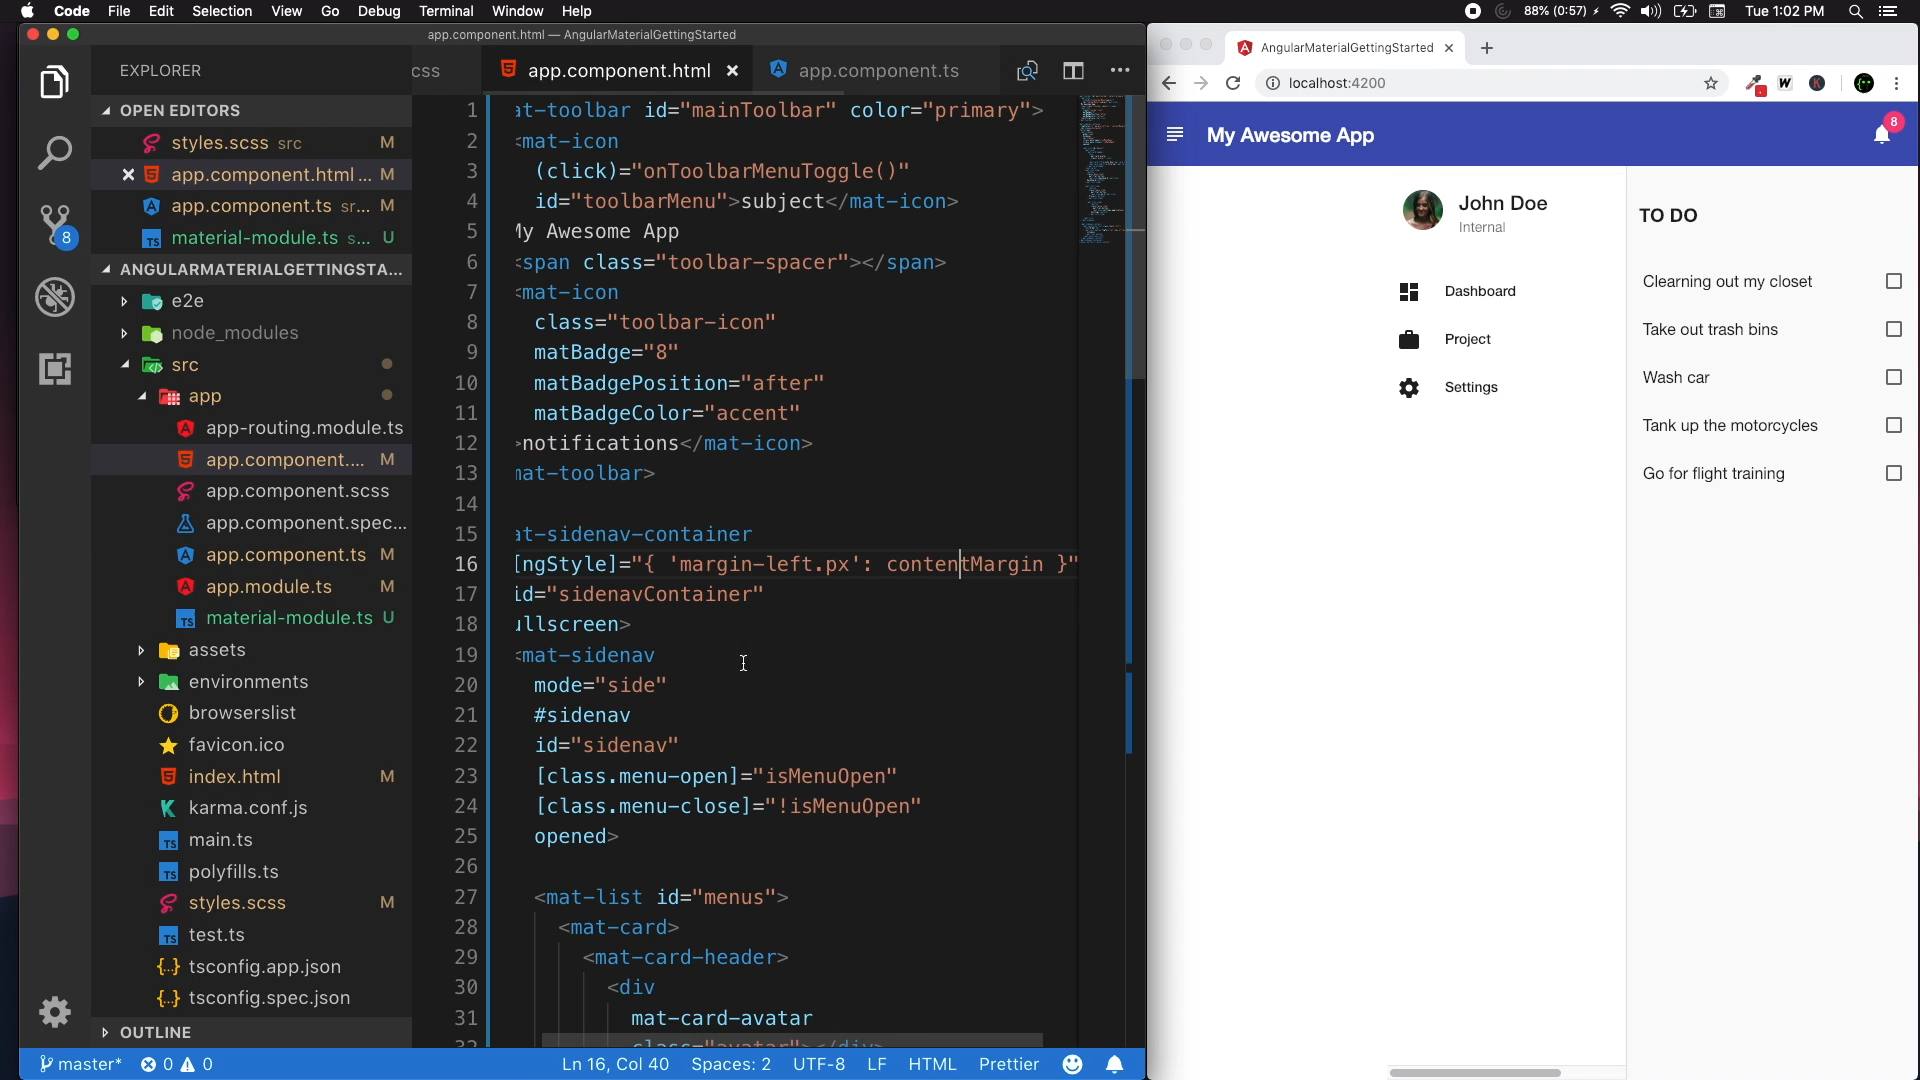 Code File Edit Selection View Go Debug Terminal Window Help
88% (0:57) Tue 1:02 PM
app.component.html — AngularMaterialGettingStarted
EXPLORER
OPEN EDITORS
styles.scss src M
app.component.html ... M
app.component.ts sr... M
material-module.ts s... U
ANGULARMATERIALGETTINGSTA...
e2e
node_modules
src
app
app-routing.module.ts
app.component.... M
app.component.scss
app.component.spec...
app.component.ts M
app.module.ts M
material-module.ts U
assets
environments
browserslist
favicon.ico
index.html M
karma.conf.js
main.ts
polyfills.ts
styles.scss M
test.ts
tsconfig.app.json
tsconfig.spec.json
OUTLINE
8
css app.component.html app.component.ts
1 at-toolbar id="mainToolbar" color="primary">
2 <mat-icon
3 (click)="onToolbarMenuToggle()"
4 id="toolbarMenu">subject</mat-icon>
5 My Awesome App
6 <span class="toolbar-spacer"></span>
7 <mat-icon
8 class="toolbar-icon"
9 matBadge="8"
10 matBadgePosition="after"
11 matBadgeColor="accent"
12 >notifications</mat-icon>
13 mat-toolbar>
14
15 at-sidenav-container
16 [ngStyle]="{ 'margin-left.px': contentMargin }"
17 id="sidenavContainer"
18 ullscreen>
19 <mat-sidenav
20 mode="side"
21 #sidenav
22 id="sidenav"
23 [class.menu-open]="isMenuOpen"
24 [class.menu-close]="!isMenuOpen"
25 opened>
26
27 <mat-list id="menus">
28 <mat-card>
29 <mat-card-header>
30 <div
31 mat-card-avatar
32 class="avatar"></div>
master* 0 0 Ln 16, Col 40 Spaces: 2 UTF-8 LF HTML Prettier
AngularMaterialGettingStarted
localhost:4200
W K
My Awesome App 8
John Doe
Internal
Dashboard
Project
Settings
TO DO
Clearning out my closet
Take out trash bins
Wash car
Tank up the motorcycles
Go for flight training